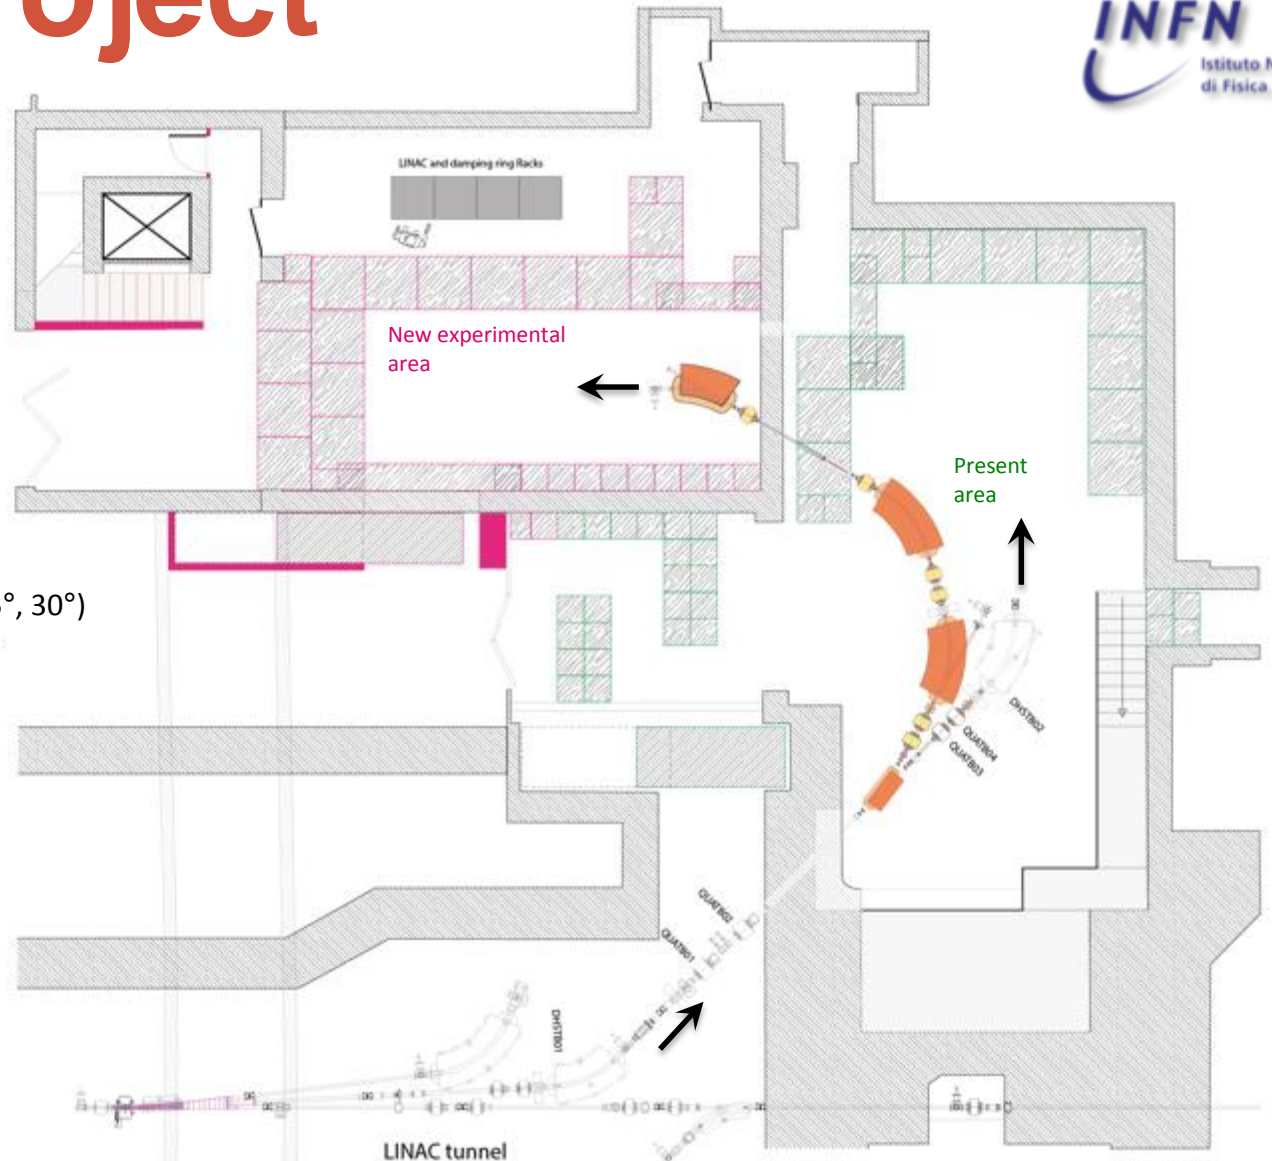 oject
INFN
Istituto N
di Fisica
LINAC and damping ring Racks
New experimental
area
Present
area
°, 30°)
DHSTB02
QUATB04
QUATB03
QUATB02
QUATB01
DHSTB01
LINAC tunnel